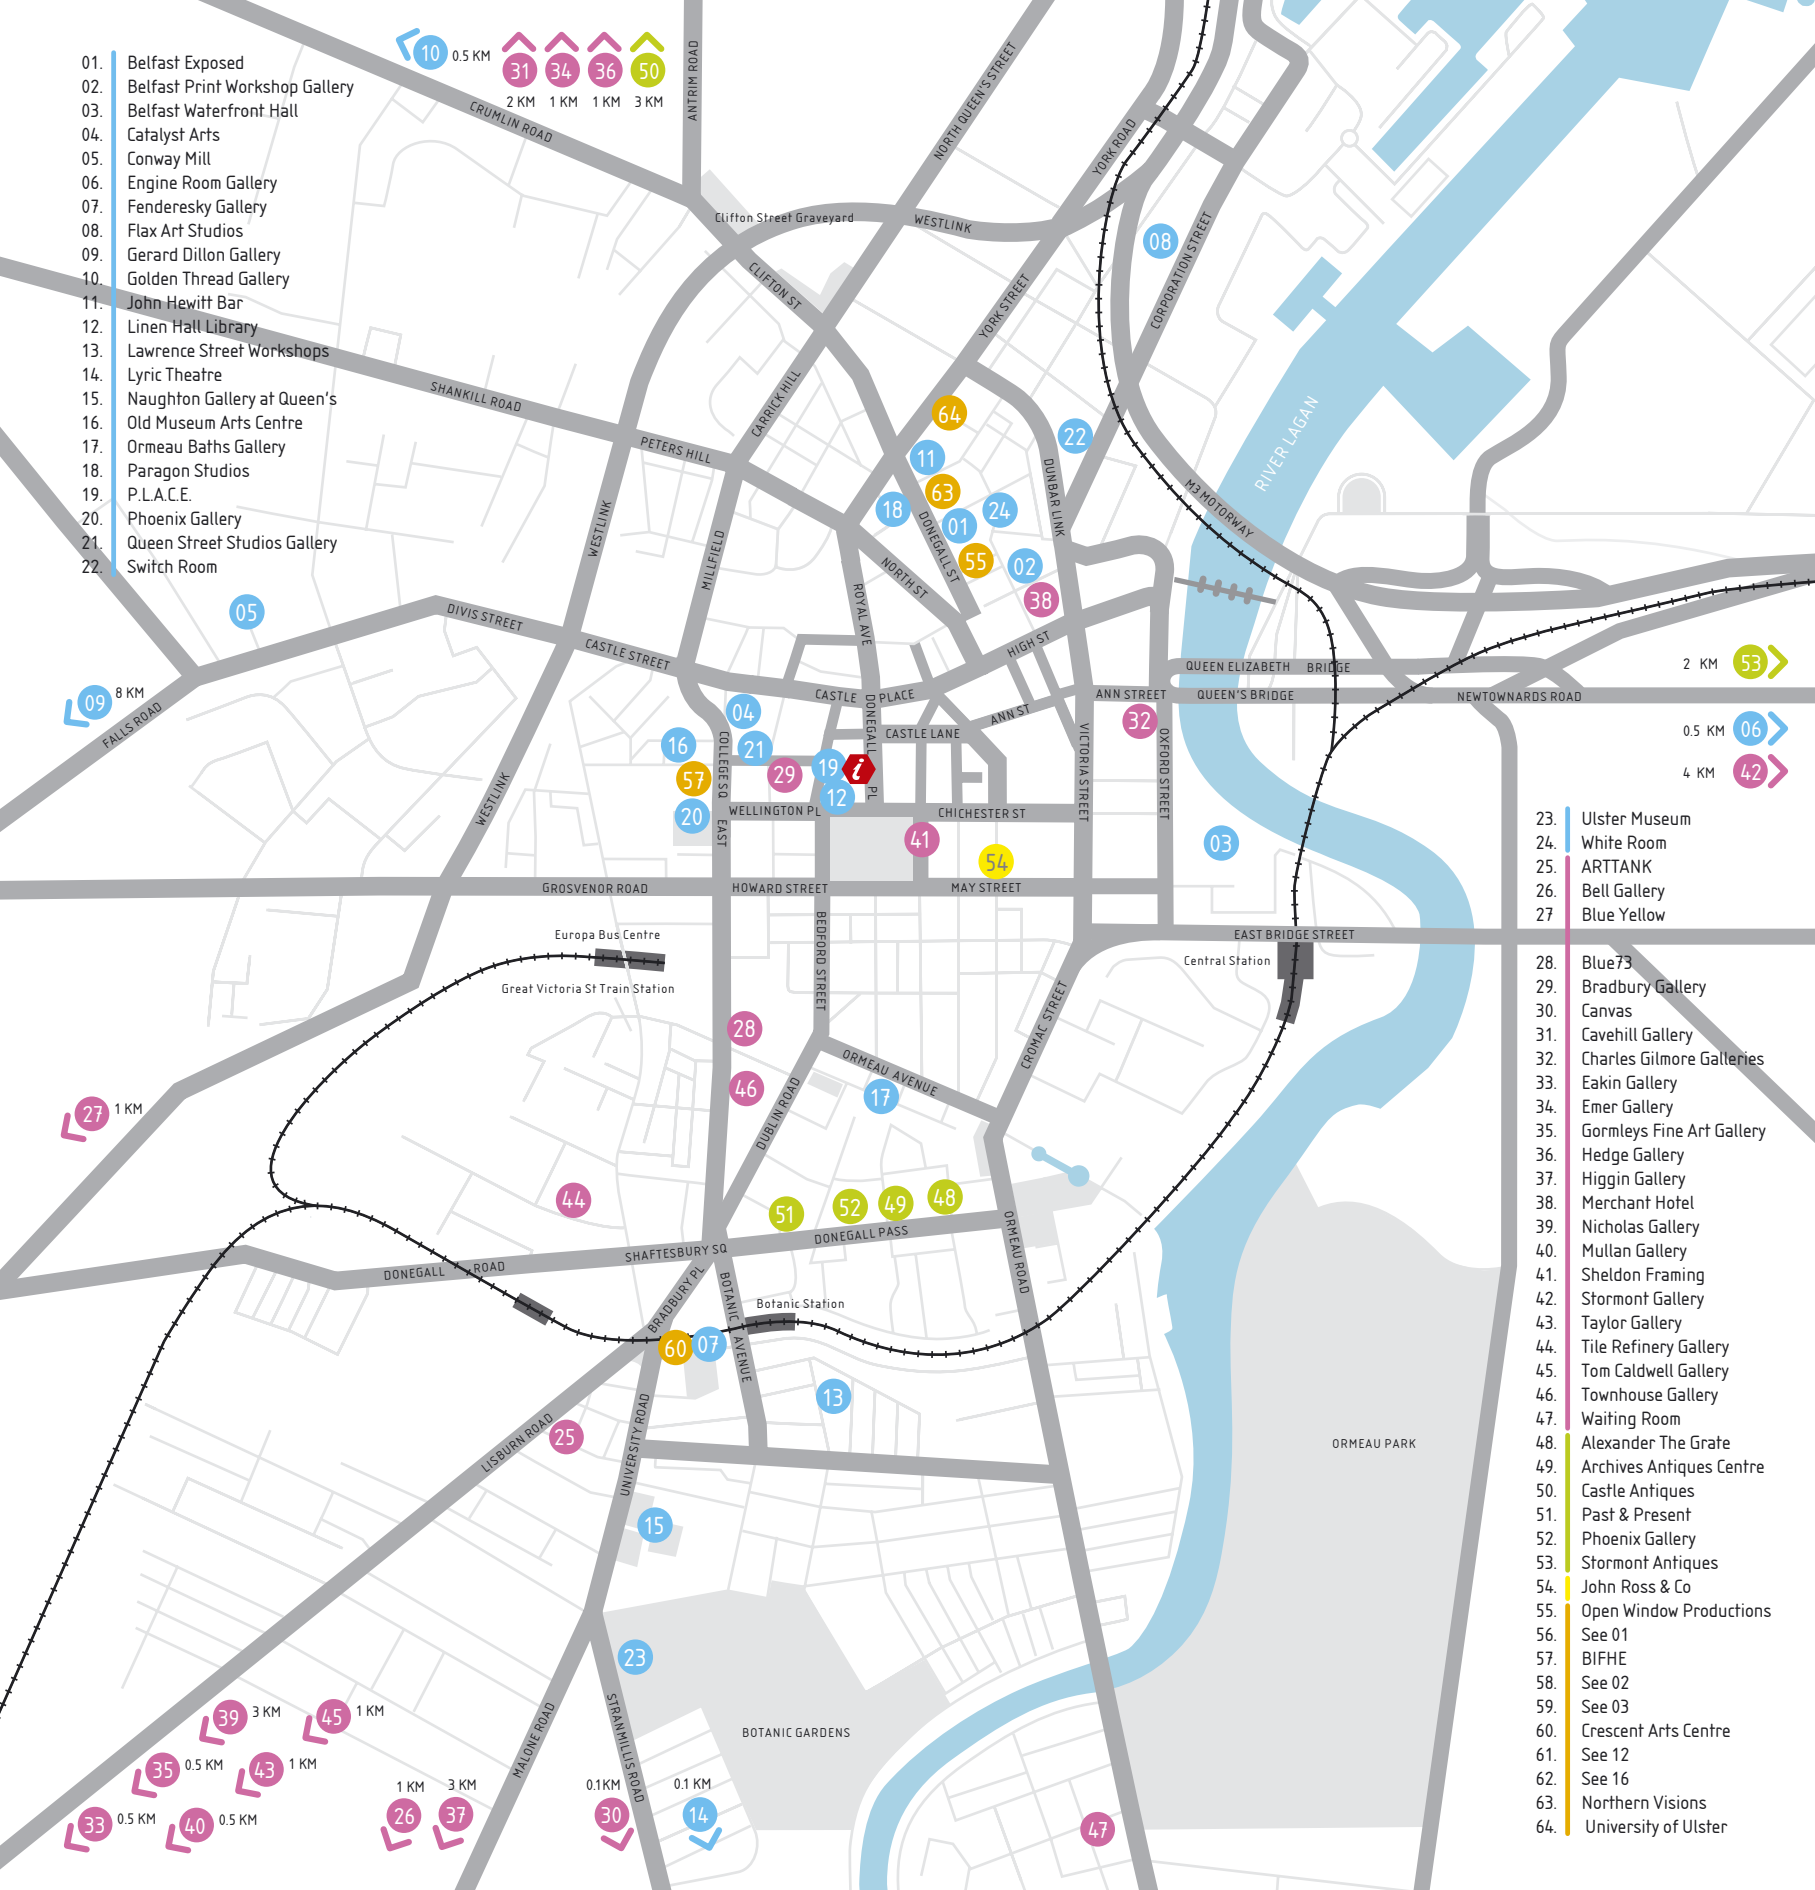 01. Belfast Exposed
02. Belfast Print Workshop Gallery
03. Belfast Waterfront Hall
04. Catalyst Arts
05. Conway Mill
06. Engine Room Gallery
07. Fenderesky Gallery
08. Flax Art Studios
09. Gerard Dillon Gallery
10. Golden Thread Gallery
11. John Hewitt Bar
12. Linen Hall Library
13. Lawrence Street Workshops
14. Lyric Theatre
15. Naughton Gallery at Queen's
16. Old Museum Arts Centre
17. Ormeau Baths Gallery
18. Paragon Studios
19. P.L.A.C.E.
20. Phoenix Gallery
21. Queen Street Studios Gallery
22. Switch Room
10 0.5 KM
31 34 36 50
2 KM 1 KM 1 KM 3 KM
ANTRIM ROAD
CRUMLIN ROAD
NORTH QUEEN'S STREET
YORK ROAD
Clifton Street Graveyard
WESTLINK
08
CORPORATION STREET
CLIFTON ST
YORK STREET
SHANKILL ROAD
CARRICK HILL
PETERS HILL
64
22
11
RIVER LAGAN
DUNBAR LINK
63
18
24
01
M3 MOTORWAY
WESTLINK
MILLFIELD
DONEGALL ST
55
02
NORTH ST
38
ROYAL AVE
05
DIVIS STREET
CASTLE STREET
HIGH ST
QUEEN ELIZABETH BRIDGE
2 KM 53
09 8 KM
FALLS ROAD
CASTLE PLACE
ANN STREET
QUEEN'S BRIDGE
NEWTOWNARDS ROAD
04
DONEGALL PL
ANN ST
32
0.5 KM 06
16
21
CASTLE LANE
COLLEGE SQ EAST
VICTORIA STREET
OXFORD STREET
57
29
19
i
4 KM 42
12
WESTLINK
20
WELLINGTON PL
CHICHESTER ST
41
54
03
GROSVENOR ROAD
HOWARD STREET
MAY STREET
BEDFORD STREET
Europa Bus Centre
EAST BRIDGE STREET
Central Station
Great Victoria St Train Station
28
CROMAC STREET
ORMEAU AVENUE
46
17
27 1 KM
DUBLIN ROAD
44
51
52
49
48
DONEGALL PASS
ORMEAU ROAD
SHAFTESBURY SQ
DONEGALL ROAD
BRADBURY PL
BOTANIC AVENUE
Botanic Station
60
07
13
LISBURN ROAD
25
UNIVERSITY ROAD
ORMEAU PARK
15
23
STRANMILLIS ROAD
MALONE ROAD
BOTANIC GARDENS
39 3 KM
45 1 KM
35 0.5 KM
43 1 KM
33 0.5 KM
40 0.5 KM
1 KM
26
3 KM
37
0.1KM
30
0.1 KM
14
47
23. Ulster Museum
24. White Room
25. ARTTANK
26. Bell Gallery
27 Blue Yellow
28. Blue73
29. Bradbury Gallery
30. Canvas
31. Cavehill Gallery
32. Charles Gilmore Galleries
33. Eakin Gallery
34. Emer Gallery
35. Gormleys Fine Art Gallery
36. Hedge Gallery
37. Higgin Gallery
38. Merchant Hotel
39. Nicholas Gallery
40. Mullan Gallery
41. Sheldon Framing
42. Stormont Gallery
43. Taylor Gallery
44. Tile Refinery Gallery
45. Tom Caldwell Gallery
46. Townhouse Gallery
47. Waiting Room
48. Alexander The Grate
49. Archives Antiques Centre
50. Castle Antiques
51. Past & Present
52. Phoenix Gallery
53. Stormont Antiques
54. John Ross & Co
55. Open Window Productions
56. See 01
57. BIFHE
58. See 02
59. See 03
60. Crescent Arts Centre
61. See 12
62. See 16
63. Northern Visions
64. University of Ulster